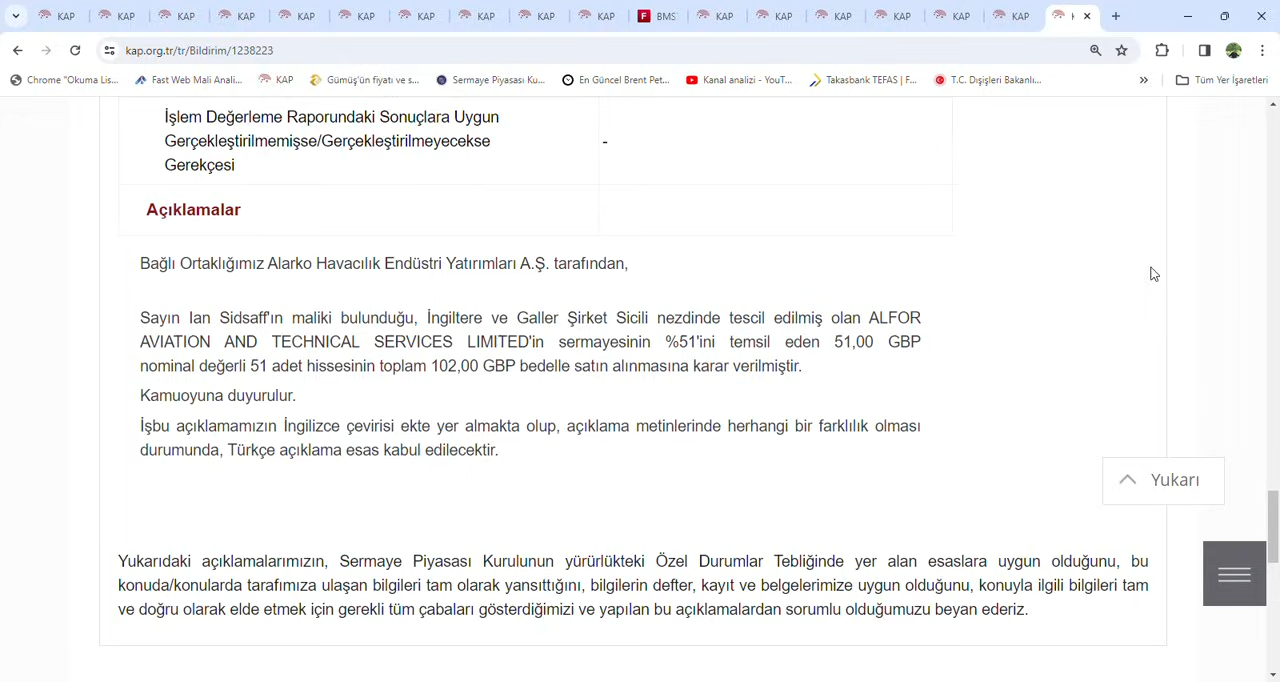 KAP KAP KAP KAP KAP KAP KAP KAP KAP KAP BMS KAP KAP KAP KAP KAP KAP
kap.org.tr/tr/Bildirim/1238223
Chrome "Okuma Lis... Fast Web Mali Anali... KAP Gümüş'ün fiyatı ve s... Sermaye Piyasası Ku... En Güncel Brent Pet... Kanal analizi - YouT... Takasbank TEFAS | F... T.C. Dışişleri Bakanlı... Tüm Yer İşaretleri
İşlem Değerleme Raporundaki Sonuçlara Uygun
Gerçekleştirilmemişse/Gerçekleştirilmeyecekse -
Gerekçesi
Açıklamalar
Bağlı Ortaklığımız Alarko Havacılık Endüstri Yatırımları A.Ş. tarafından,
Sayın Ian Sidsaff'ın maliki bulunduğu, İngiltere ve Galler Şirket Sicili nezdinde tescil edilmiş olan ALFOR
AVIATION AND TECHNICAL SERVICES LIMITED'in sermayesinin %51'ini temsil eden 51,00 GBP
nominal değerli 51 adet hissesinin toplam 102,00 GBP bedelle satın alınmasına karar verilmiştir.
Kamuoyuna duyurulur.
İşbu açıklamamızın İngilizce çevirisi ekte yer almakta olup, açıklama metinlerinde herhangi bir farklılık olması
durumunda, Türkçe açıklama esas kabul edilecektir.
Yukarı
Yukarıdaki açıklamalarımızın, Sermaye Piyasası Kurulunun yürürlükteki Özel Durumlar Tebliğinde yer alan esaslara uygun olduğunu, bu
konuda/konularda tarafımıza ulaşan bilgileri tam olarak yansıttığını, bilgilerin defter, kayıt ve belgelerimize uygun olduğunu, konuyla ilgili bilgileri tam
ve doğru olarak elde etmek için gerekli tüm çabaları gösterdiğimizi ve yapılan bu açıklamalardan sorumlu olduğumuzu beyan ederiz.